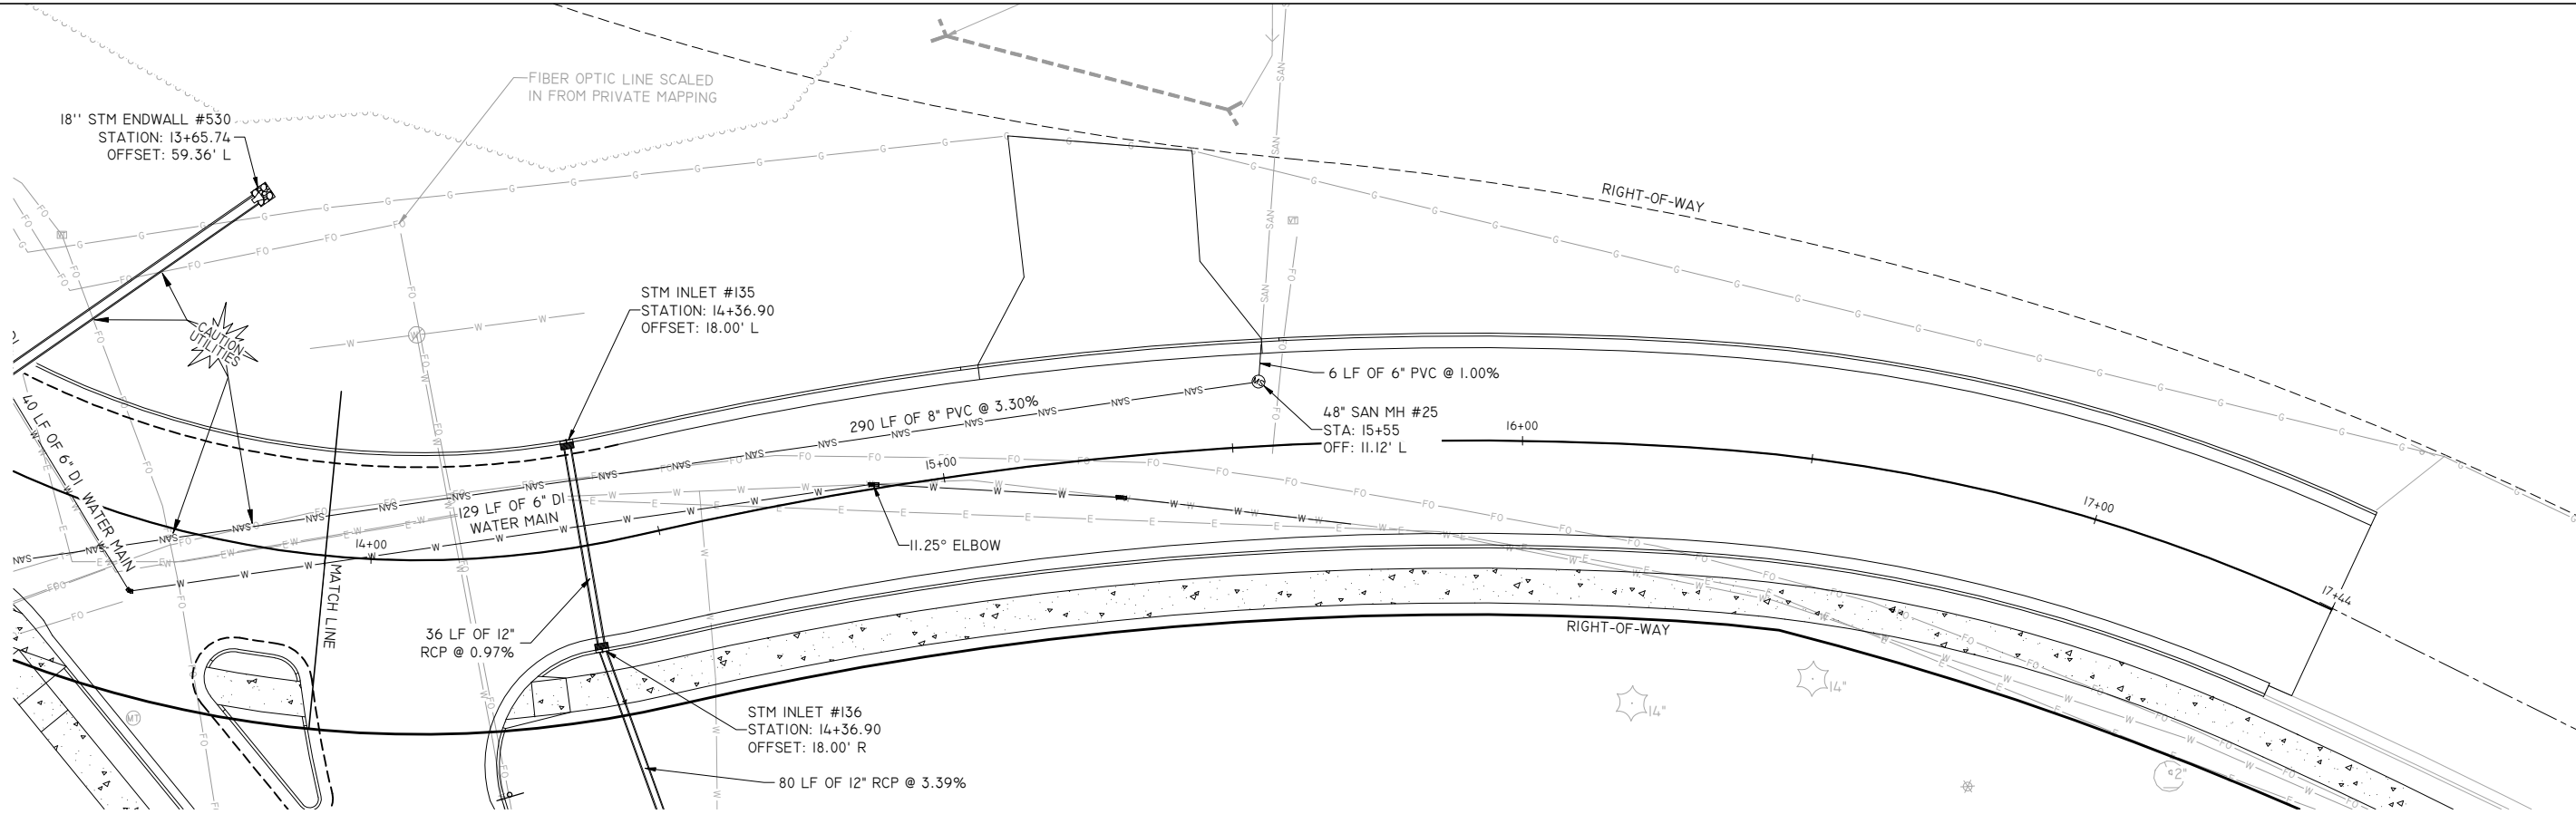 FIBER OPTIC LINE SCALED
IN FROM PRIVATE MAPPING
18'' STM ENDWALL #530
STATION: 13+65.74
OFFSET: 59.36' L
RIGHT-OF-WAY
CAUTION
UTILITIES
STM INLET #135
STATION: 14+36.90
OFFSET: 18.00' L
6 LF OF 6" PVC @ 1.00%
48" SAN MH #25
STA: 15+55
OFF: 11.12' L
290 LF OF 8" PVC @ 3.30%
40 LF OF 6" DI WATER MAIN
129 LF OF 6" DI
WATER MAIN
14+00
15+00
16+00
17+00
17+44
11.25° ELBOW
MATCH LINE
36 LF OF 12"
RCP @ 0.97%
RIGHT-OF-WAY
STM INLET #136
STATION: 14+36.90
OFFSET: 18.00' R
80 LF OF 12" RCP @ 3.39%
14"
14"
2"
MT
SAN
FO
G
W
E